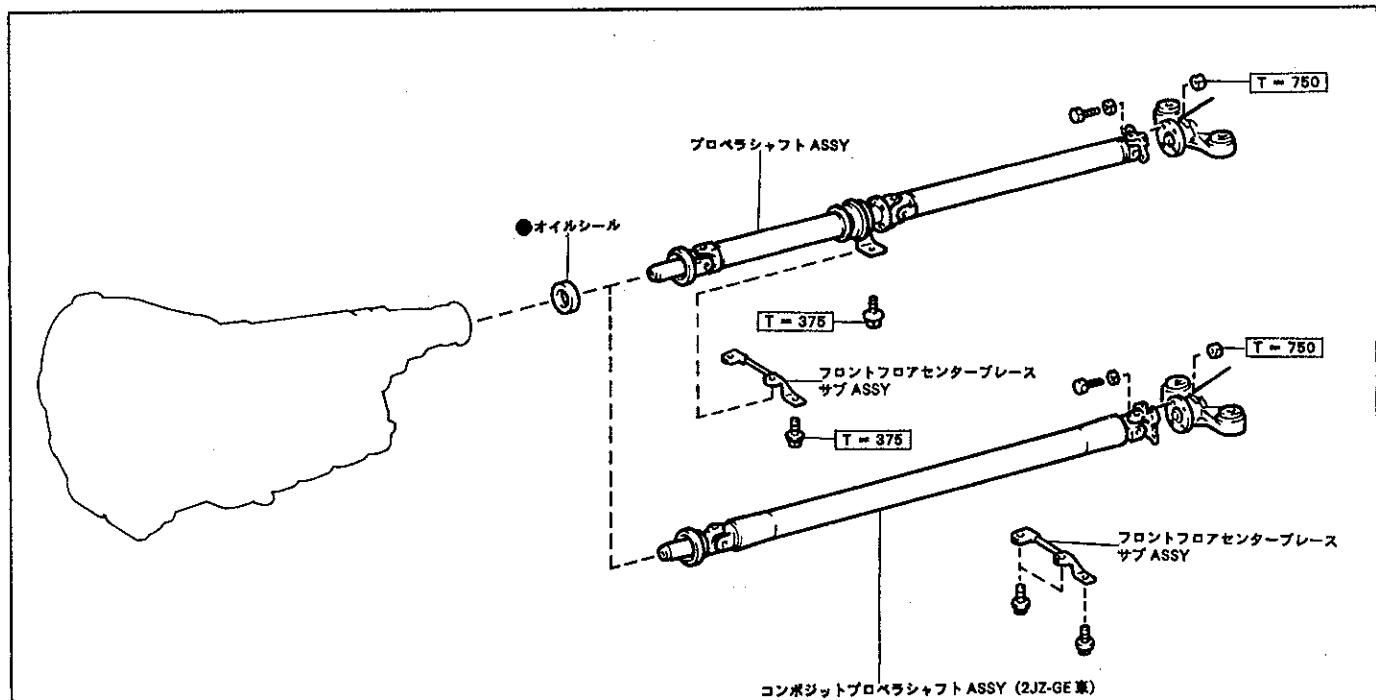 T = 750
プロペラシャフト ASSY
●オイルシール
T = 375
フロントフロアセンターブレース
サブ ASSY
T = 375
T = 750
フロントフロアセンターブレース
サブ ASSY
コンポジットプロペラシャフト ASSY (2JZ-GE 車)